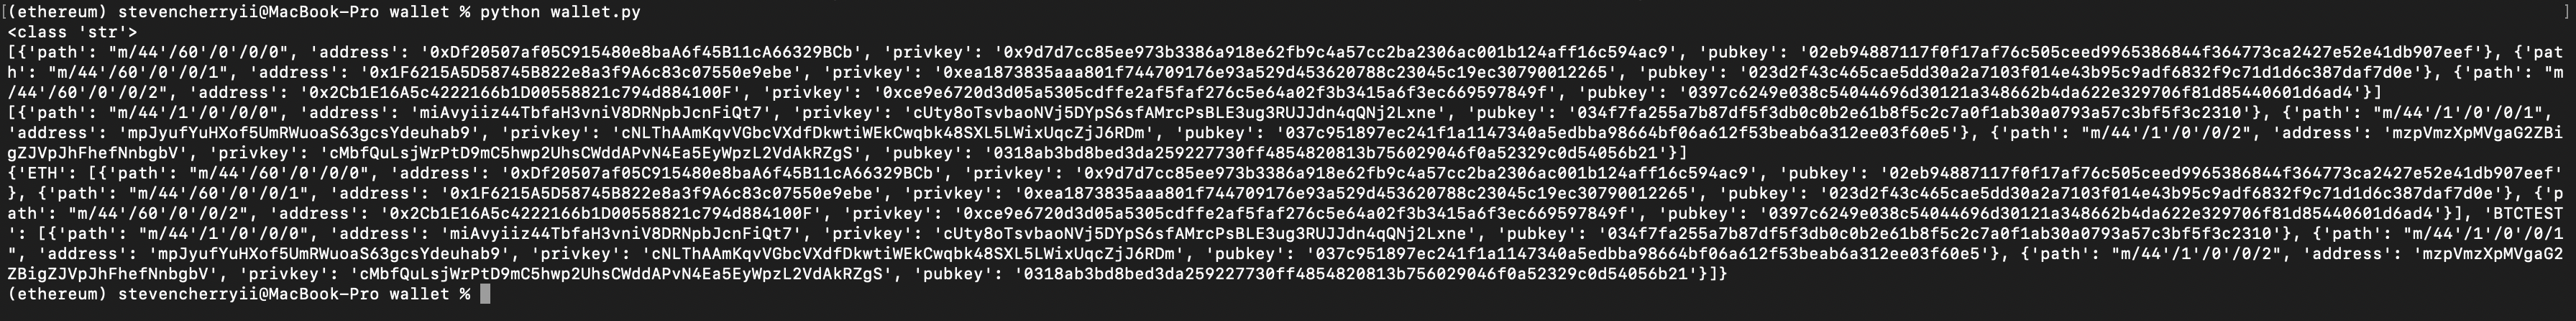 [(ethereum) stevencherryii@MacBook-Pro wallet % python wallet.py ]
<class 'str'>
[{'path': "m/44'/60'/0'/0/0", 'address': '0xDf20507af05C915480e8baA6f45B11cA66329BCb', 'privkey': '0x9d7d7cc85ee973b3386a918e62fb9c4a57cc2ba2306ac001b124aff16c594ac9', 'pubkey': '02eb94887117f0f17af76c505ceed9965386844f364773ca2427e52e41db907eef'}, {'pat
h': "m/44'/60'/0'/0/1", 'address': '0x1F6215A5D58745B822e8a3f9A6c83c07550e9ebe', 'privkey': '0xea1873835aaa801f744709176e93a529d453620788c23045c19ec30790012265', 'pubkey': '023d2f43c465cae5dd30a2a7103f014e43b95c9adf6832f9c71d1d6c387daf7d0e'}, {'path': "m
/44'/60'/0'/0/2", 'address': '0x2Cb1E16A5c4222166b1D00558821c794d884100F', 'privkey': '0xce9e6720d3d05a5305cdffe2af5faf276c5e64a02f3b3415a6f3ec669597849f', 'pubkey': '0397c6249e038c54044696d30121a348662b4da622e329706f81d85440601d6ad4'}]
[{'path': "m/44'/1'/0'/0/0", 'address': 'miAvyiiz44TbfaH3vniV8DRNpbJcnFiQt7', 'privkey': 'cUty8oTsvbaoNVj5DYpS6sfAMrcPsBLE3ug3RUJJdn4qQNj2Lxne', 'pubkey': '034f7fa255a7b87df5f3db0c0b2e61b8f5c2c7a0f1ab30a0793a57c3bf5f3c2310'}, {'path': "m/44'/1'/0'/0/1",
'address': 'mpJyufYuHXof5UmRWuoaS63gcsYdeuhab9', 'privkey': 'cNLThAAmKqvVGbcVXdfDkwtiWEkCwqbk48SXL5LWixUqcZjJ6RDm', 'pubkey': '037c951897ec241f1a1147340a5edbba98664bf06a612f53beab6a312ee03f60e5'}, {'path': "m/44'/1'/0'/0/2", 'address': 'mzpVmzXpMVgaG2ZBi
gZJVpJhFhefNnbgbV', 'privkey': 'cMbfQuLsjWrPtD9mC5hwp2UhsCWddAPvN4Ea5EyWpzL2VdAkRZgS', 'pubkey': '0318ab3bd8bed3da259227730ff4854820813b756029046f0a52329c0d54056b21'}]
{'ETH': [{'path': "m/44'/60'/0'/0/0", 'address': '0xDf20507af05C915480e8baA6f45B11cA66329BCb', 'privkey': '0x9d7d7cc85ee973b3386a918e62fb9c4a57cc2ba2306ac001b124aff16c594ac9', 'pubkey': '02eb94887117f0f17af76c505ceed9965386844f364773ca2427e52e41db907eef'
}, {'path': "m/44'/60'/0'/0/1", 'address': '0x1F6215A5D58745B822e8a3f9A6c83c07550e9ebe', 'privkey': '0xea1873835aaa801f744709176e93a529d453620788c23045c19ec30790012265', 'pubkey': '023d2f43c465cae5dd30a2a7103f014e43b95c9adf6832f9c71d1d6c387daf7d0e'}, {'p
ath': "m/44'/60'/0'/0/2", 'address': '0x2Cb1E16A5c4222166b1D00558821c794d884100F', 'privkey': '0xce9e6720d3d05a5305cdffe2af5faf276c5e64a02f3b3415a6f3ec669597849f', 'pubkey': '0397c6249e038c54044696d30121a348662b4da622e329706f81d85440601d6ad4'}], 'BTCTEST
': [{'path': "m/44'/1'/0'/0/0", 'address': 'miAvyiiz44TbfaH3vniV8DRNpbJcnFiQt7', 'privkey': 'cUty8oTsvbaoNVj5DYpS6sfAMrcPsBLE3ug3RUJJdn4qQNj2Lxne', 'pubkey': '034f7fa255a7b87df5f3db0c0b2e61b8f5c2c7a0f1ab30a0793a57c3bf5f3c2310'}, {'path': "m/44'/1'/0'/0/1
", 'address': 'mpJyufYuHXof5UmRWuoaS63gcsYdeuhab9', 'privkey': 'cNLThAAmKqvVGbcVXdfDkwtiWEkCwqbk48SXL5LWixUqcZjJ6RDm', 'pubkey': '037c951897ec241f1a1147340a5edbba98664bf06a612f53beab6a312ee03f60e5'}, {'path': "m/44'/1'/0'/0/2", 'address': 'mzpVmzXpMVgaG2
ZBigZJVpJhFhefNnbgbV', 'privkey': 'cMbfQuLsjWrPtD9mC5hwp2UhsCWddAPvN4Ea5EyWpzL2VdAkRZgS', 'pubkey': '0318ab3bd8bed3da259227730ff4854820813b756029046f0a52329c0d54056b21'}]}
(ethereum) stevencherryii@MacBook-Pro wallet %